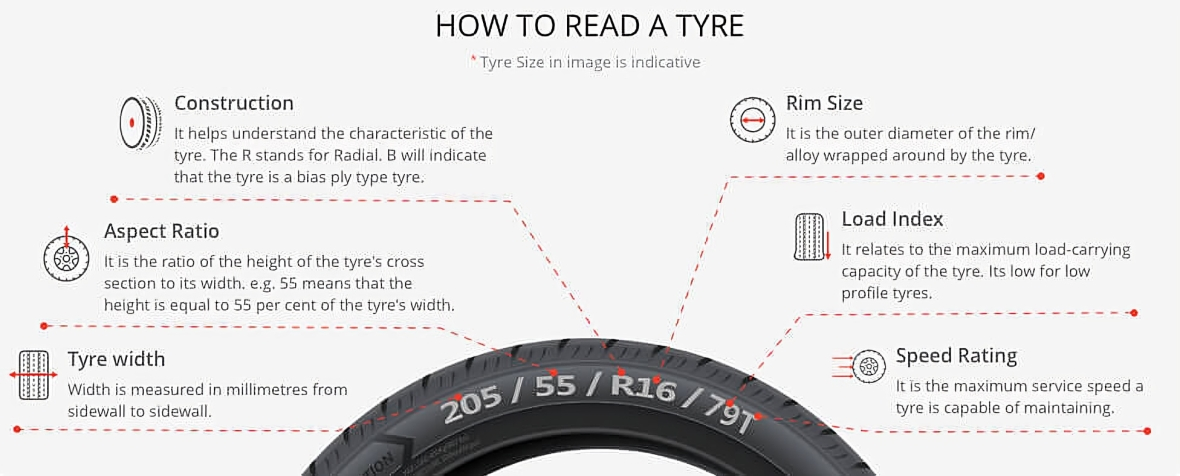 HOW TO READ A TYRE
* Tyre Size in image is indicative
Construction
It helps understand the characteristic of the
tyre. The R stands for Radial. B will indicate
that the tyre is a bias ply type tyre.
Aspect Ratio
It is the ratio of the height of the tyre's cross
section to its width. e.g. 55 means that the
height is equal to 55 per cent of the tyre's width.
Tyre width
Width is measured in millimetres from
sidewall to sidewall.
Rim Size
It is the outer diameter of the rim/
alloy wrapped around by the tyre.
Load Index
It relates to the maximum load-carrying
capacity of the tyre. Its low for low
profile tyres.
Speed Rating
It is the maximum service speed a
tyre is capable of maintaining.
205 / 55 / R16 / 79T